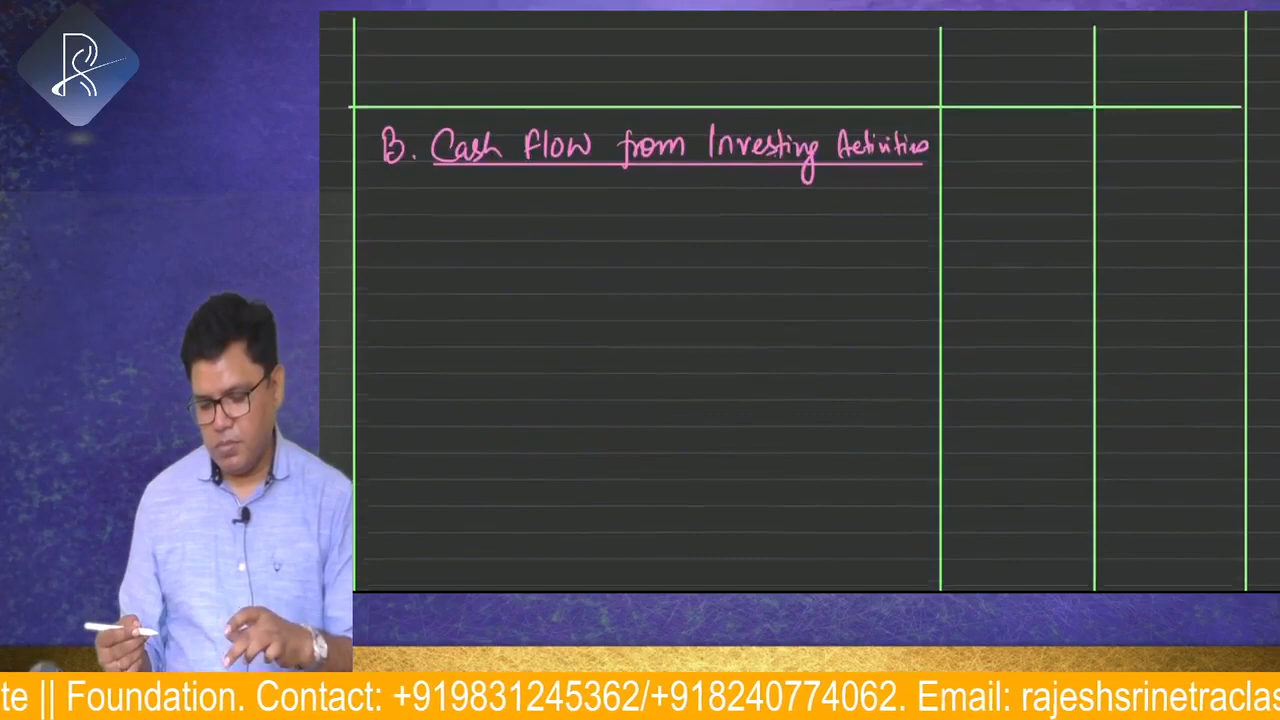 B. Cash Flow from Investing Activities
te || Foundation. Contact: +919831245362/+918240774062. Email: rajeshsrinetraclas